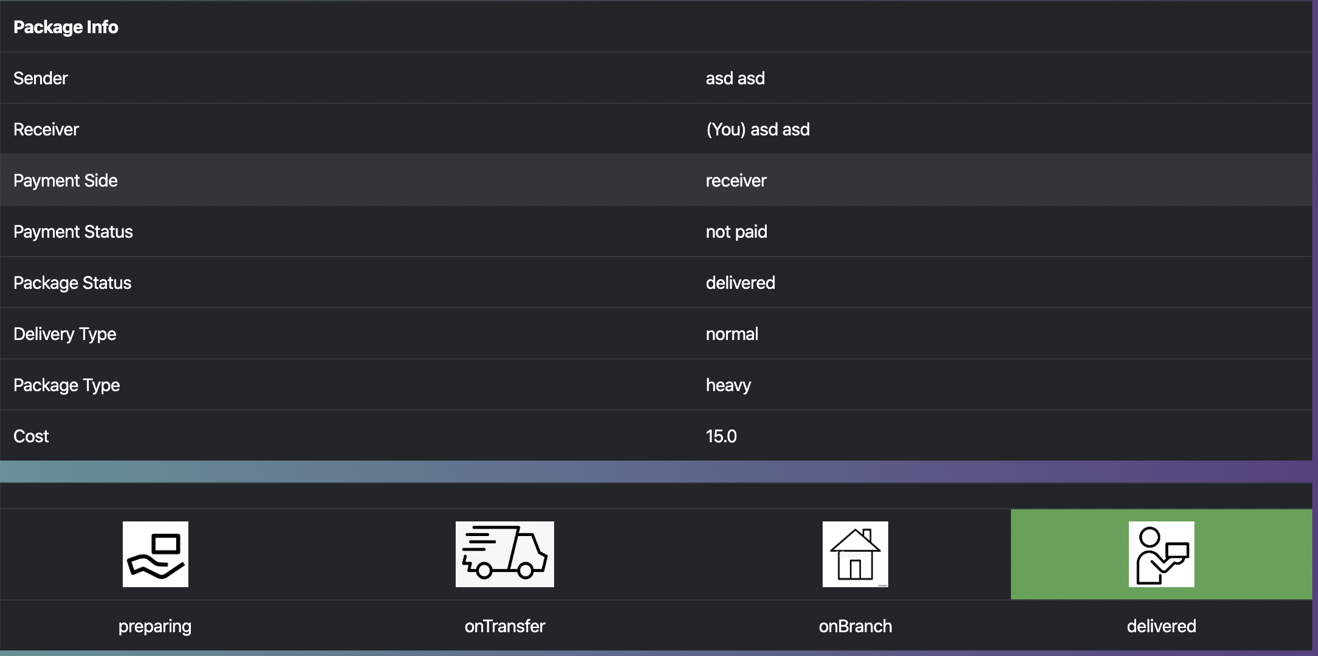 Package Info
Sender asd asd
Receiver (You) asd asd
Payment Side receiver
Payment Status not paid
Package Status delivered
Delivery Type normal
Package Type heavy
Cost 15.0
preparing onTransfer onBranch delivered